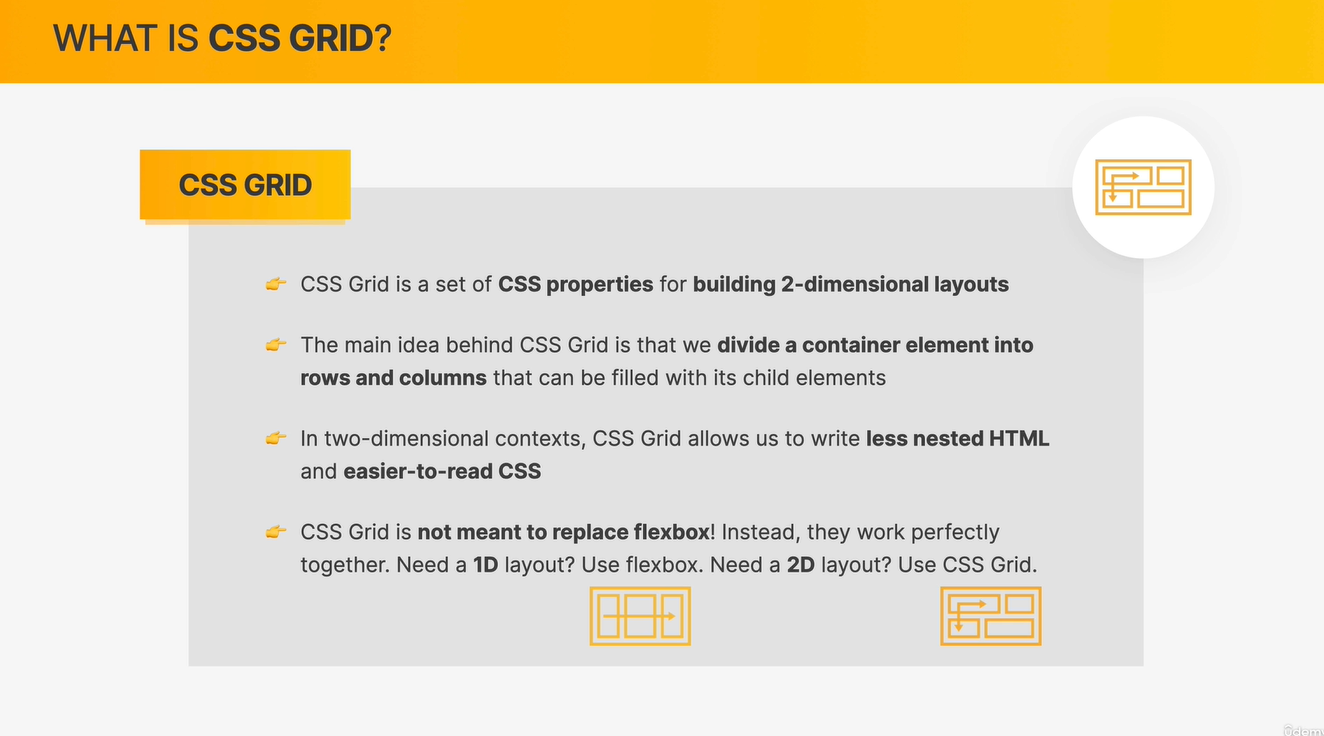 WHAT IS CSS GRID?
CSS GRID
👉 CSS Grid is a set of CSS properties for building 2-dimensional layouts
👉 The main idea behind CSS Grid is that we divide a container element into
rows and columns that can be filled with its child elements
👉 In two-dimensional contexts, CSS Grid allows us to write less nested HTML
and easier-to-read CSS
👉 CSS Grid is not meant to replace flexbox! Instead, they work perfectly
together. Need a 1D layout? Use flexbox. Need a 2D layout? Use CSS Grid.
ûdemy